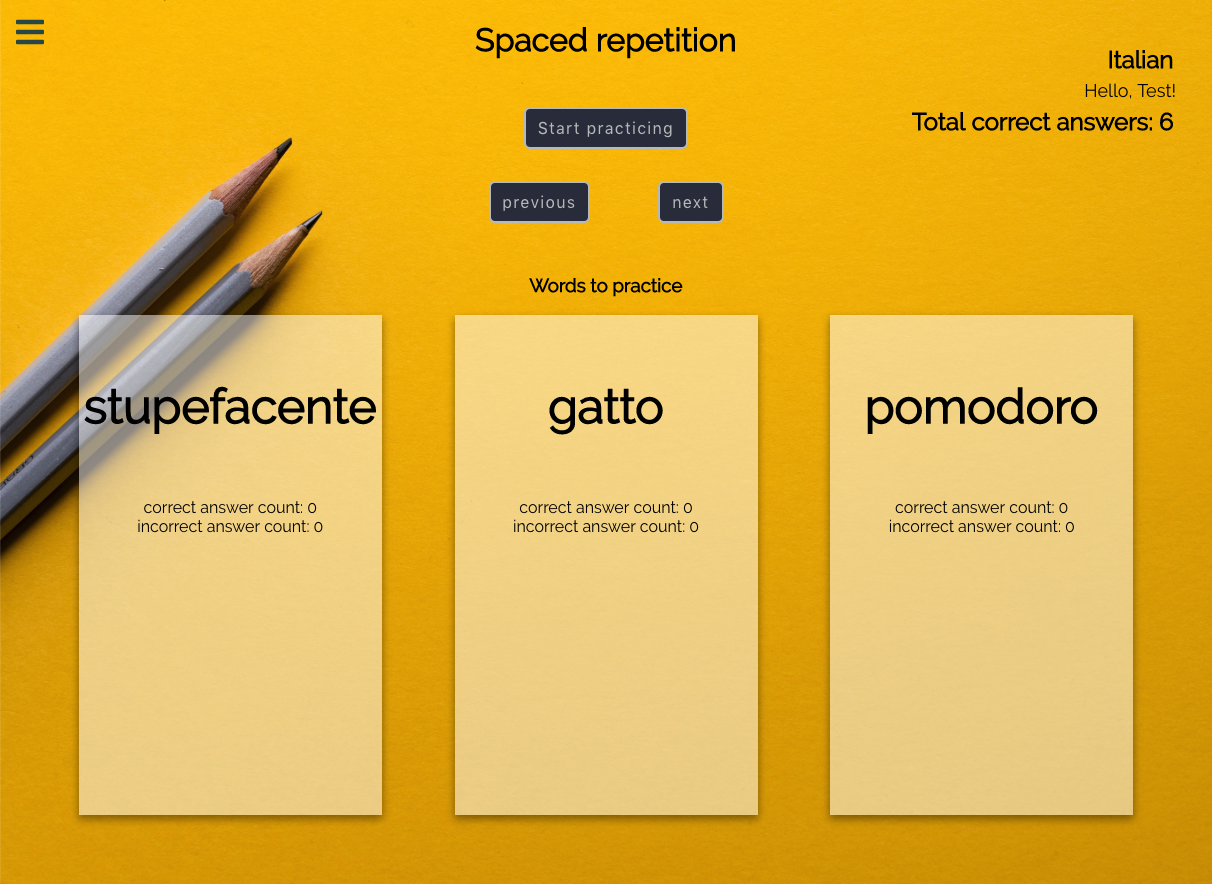 Spaced repetition
Italian
Hello, Test!
Total correct answers: 6
Start practicing
previous
next
Words to practice
stupefacente
correct answer count: 0
incorrect answer count: 0
gatto
correct answer count: 0
incorrect answer count: 0
pomodoro
correct answer count: 0
incorrect answer count: 0